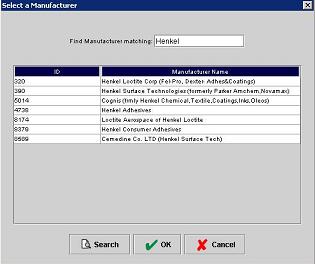 Select a Manufacturer
Find Manufacturer matching: Henkel
ID Manufacturer Name
320 Henkel Loctite Corp (Fel-Pro, Dexter- Adhes&Coatings)
390 Henkel Surface Technologies(formerly Parker Amchem,Novamax)
5014 Cognis (frmly Henkel Chemical,Textile,Coatings,Inks,Oleos)
4738 Henkel Adhesives
8174 Loctite Aerospace of Henkel Loctite
8378 Henkel Consumer Adhesives
8589 Cemedine Co. LTD (Henkel Surface Tech)
Search OK Cancel